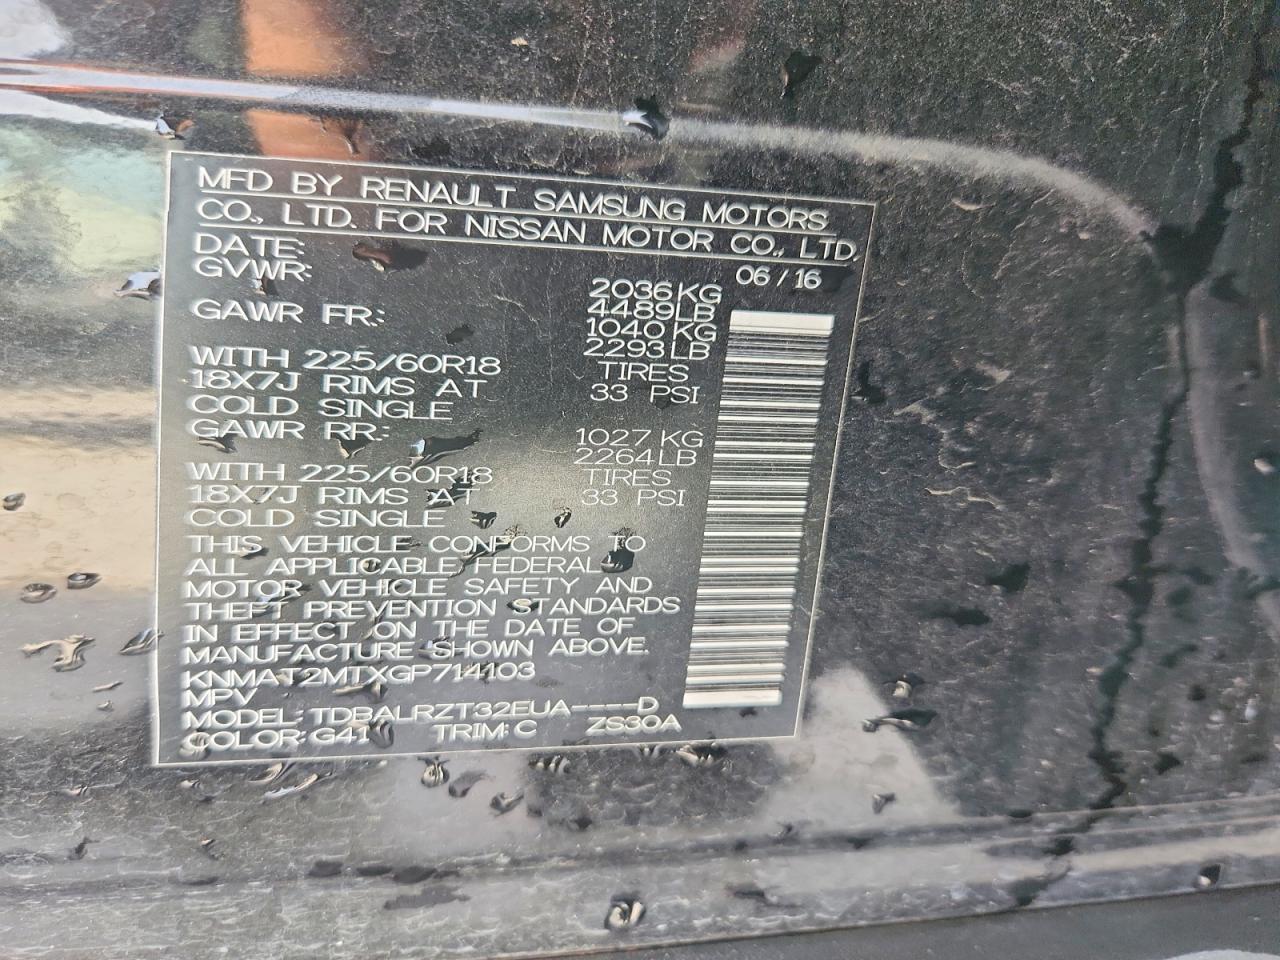 MFD BY RENAULT SAMSUNG MOTORS
CO., LTD. FOR NISSAN MOTOR CO., LTD.
DATE: 06 / 16
GVWR: 2036 KG
4489 LB
GAWR FR.: 1040 KG
2293 LB
WITH 225/60R18 TIRES
18X7J RIMS AT 33 PSI
COLD SINGLE
GAWR RR.: 1027 KG
2264 LB
WITH 225/60R18 TIRES
18X7J RIMS AT 33 PSI
COLD SINGLE
THIS VEHICLE CONFORMS TO
ALL APPLICABLE FEDERAL
MOTOR VEHICLE SAFETY AND
THEFT PREVENTION STANDARDS
IN EFFECT ON THE DATE OF
MANUFACTURE SHOWN ABOVE.
KNMAT2MTXGP714103
MPV
MODEL: TDBALRZT32EUA-----D
COLOR: G41 TRIM: C ZS30A